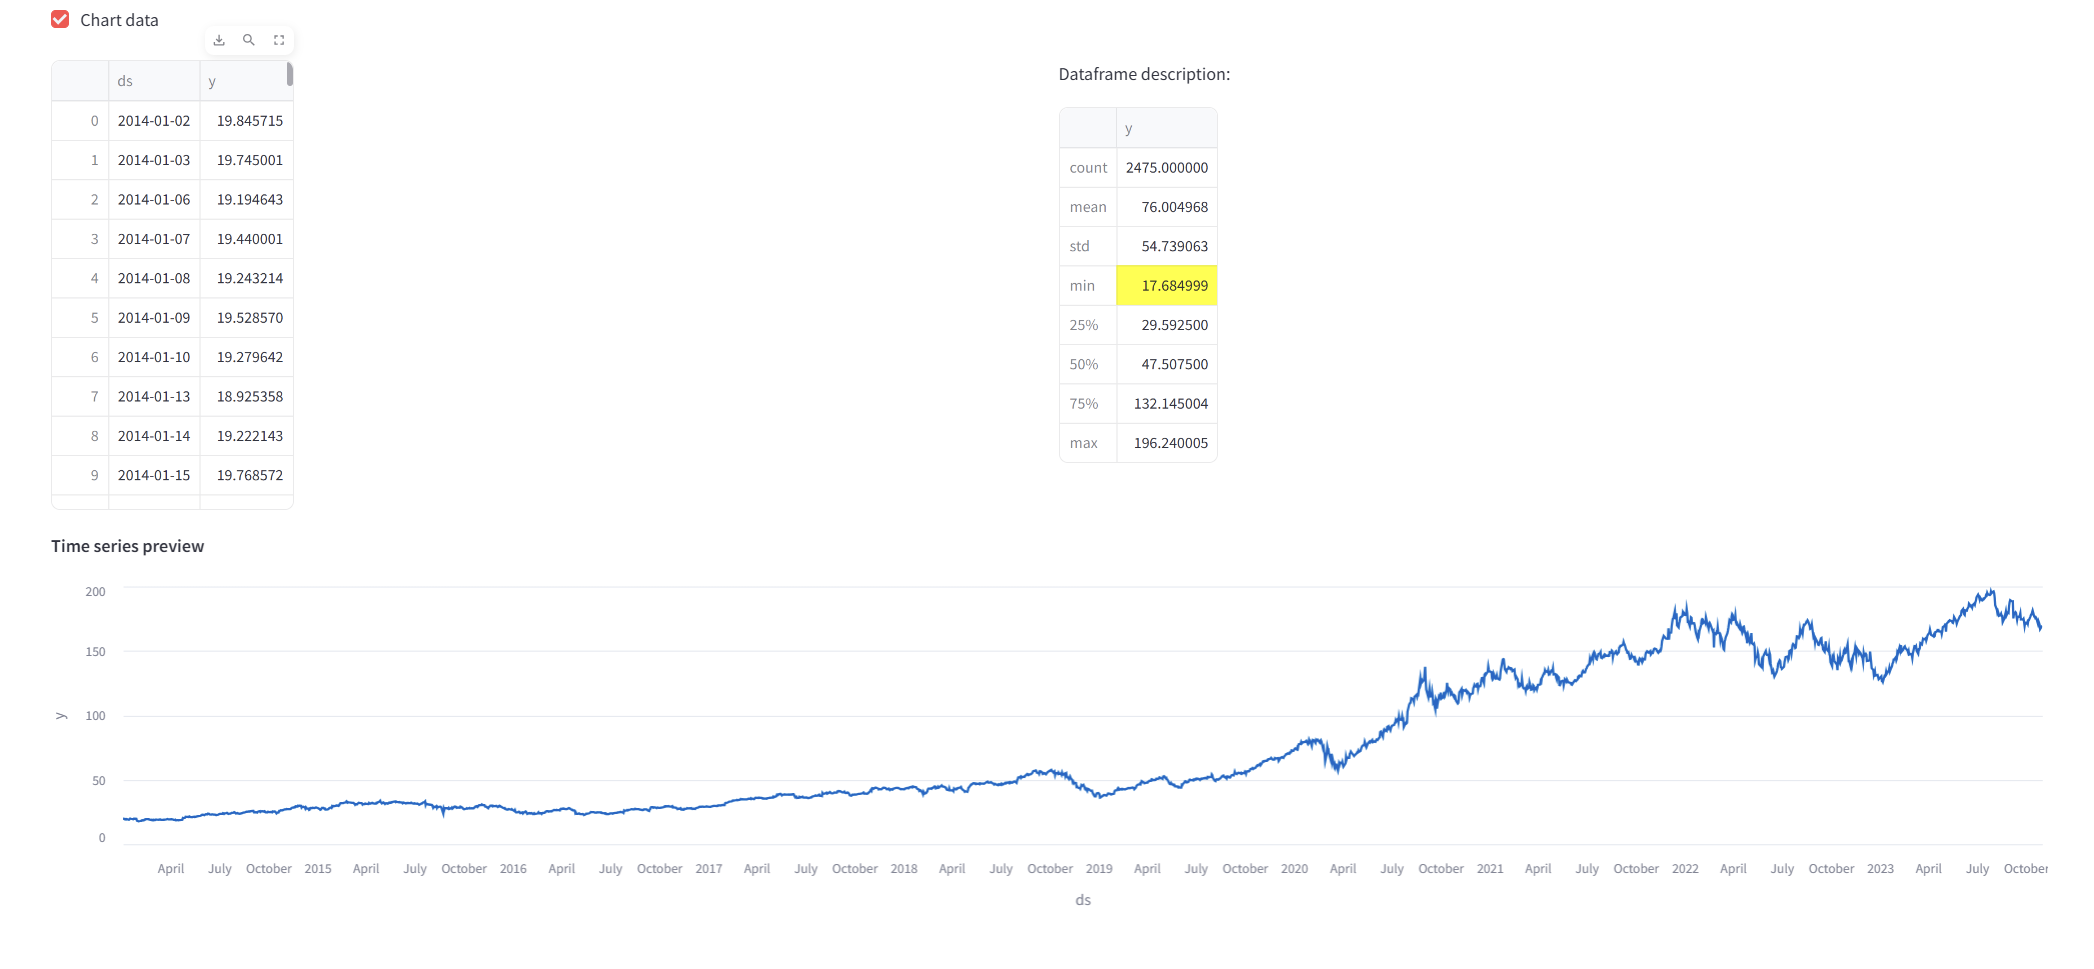 Chart data
ds y
0 2014-01-02 19.845715
1 2014-01-03 19.745001
2 2014-01-06 19.194643
3 2014-01-07 19.440001
4 2014-01-08 19.243214
5 2014-01-09 19.528570
6 2014-01-10 19.279642
7 2014-01-13 18.925358
8 2014-01-14 19.222143
9 2014-01-15 19.768572
Dataframe description:
y
count 2475.000000
mean 76.004968
std 54.739063
min 17.684999
25% 29.592500
50% 47.507500
75% 132.145004
max 196.240005
Time series preview
200
150
100
50
0
y
April July October 2015 April July October 2016 April July October 2017 April July October 2018 April July October 2019 April July October 2020 April July October 2021 April July October 2022 April July October 2023 April July October
ds